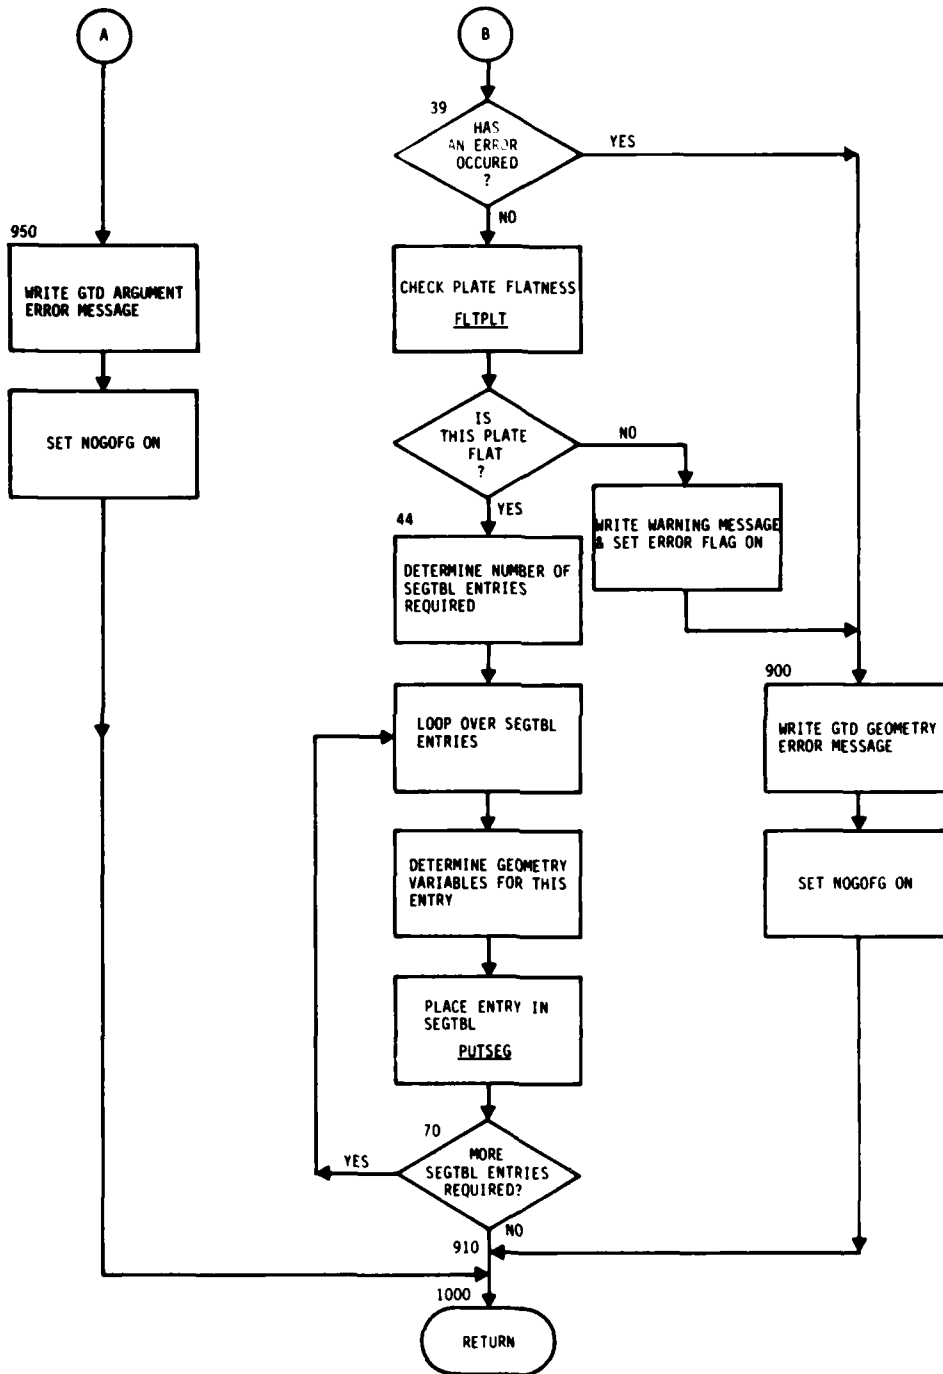 A
950
WRITE GTD ARGUMENT
ERROR MESSAGE
SET NOGOFG ON
B
39
HAS
AN ERROR
OCCURED
?
YES
NO
CHECK PLATE FLATNESS
FLTPLT
IS
THIS PLATE
FLAT
?
NO
YES
WRITE WARNING MESSAGE
& SET ERROR FLAG ON
44
DETERMINE NUMBER OF
SEGTBL ENTRIES
REQUIRED
LOOP OVER SEGTBL
ENTRIES
DETERMINE GEOMETRY
VARIABLES FOR THIS
ENTRY
PLACE ENTRY IN
SEGTBL
PUTSEG
70
MORE
SEGTBL ENTRIES
REQUIRED?
YES
NO
900
WRITE GTD GEOMETRY
ERROR MESSAGE
SET NOGOFG ON
910
1000
RETURN